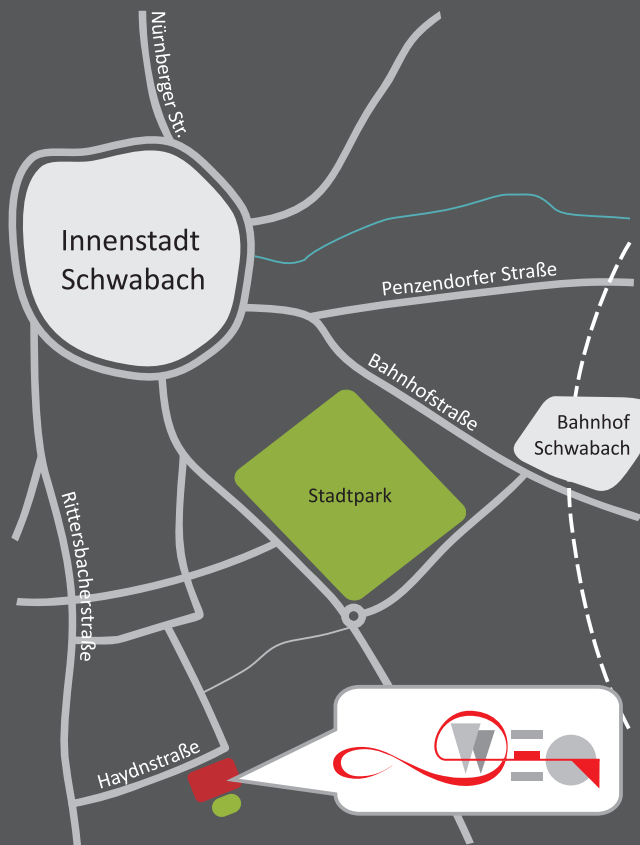 Nürnberger Str.
Innenstadt
Schwabach
Penzendorfer Straße
Bahnhofstraße
Bahnhof
Schwabach
Stadtpark
Rittersbacherstraße
Haydnstraße